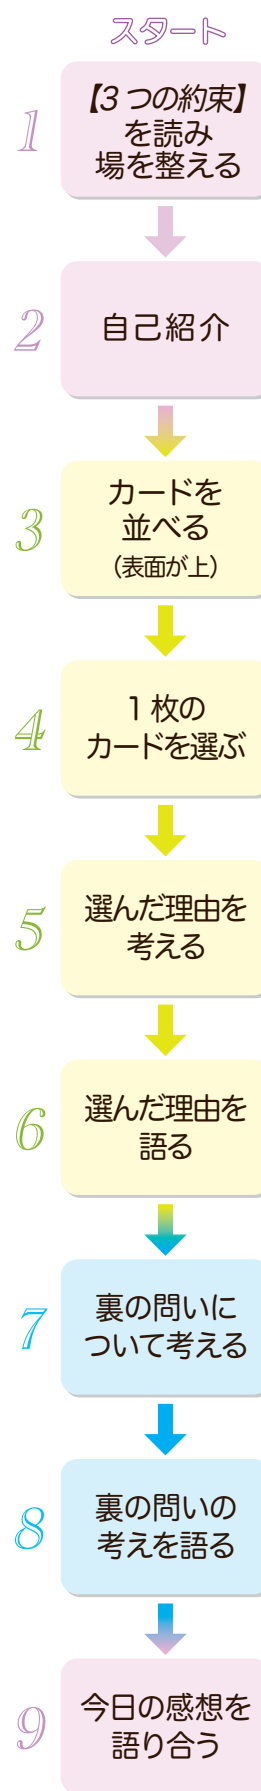 スタート
1
【3つの約束】
を読み
場を整える
2
自己紹介
3
カードを
並べる
（表面が上）
4
1枚の
カードを選ぶ
5
選んだ理由を
考える
6
選んだ理由を
語る
7
裏の問いに
ついて考える
8
裏の問いの
考えを語る
9
今日の感想を
語り合う